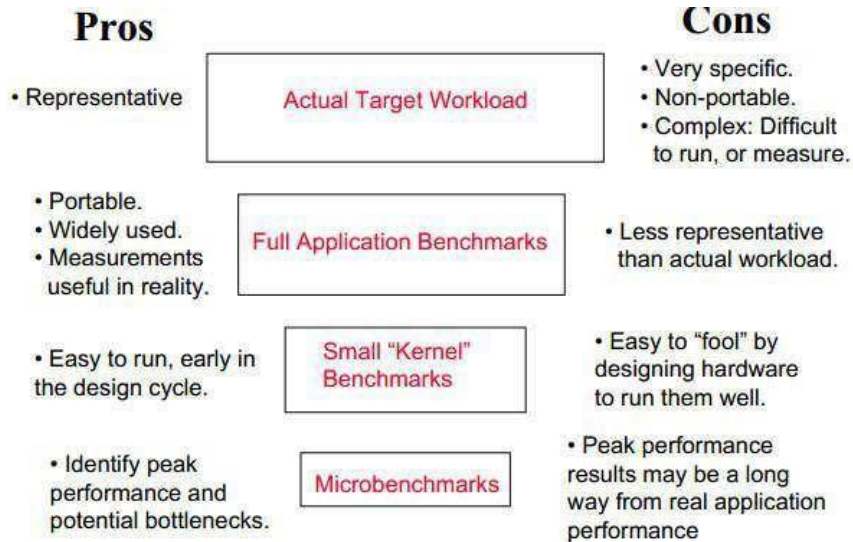 Pros
Cons
• Representative
Actual Target Workload
• Very specific.
• Non-portable.
• Complex: Difficult
to run, or measure.
• Portable.
• Widely used.
• Measurements
useful in reality.
Full Application Benchmarks
• Less representative
than actual workload.
• Easy to run, early in
the design cycle.
Small “Kernel”
Benchmarks
• Easy to “fool” by
designing hardware
to run them well.
• Identify peak
performance and
potential bottlenecks.
Microbenchmarks
• Peak performance
results may be a long
way from real application
performance